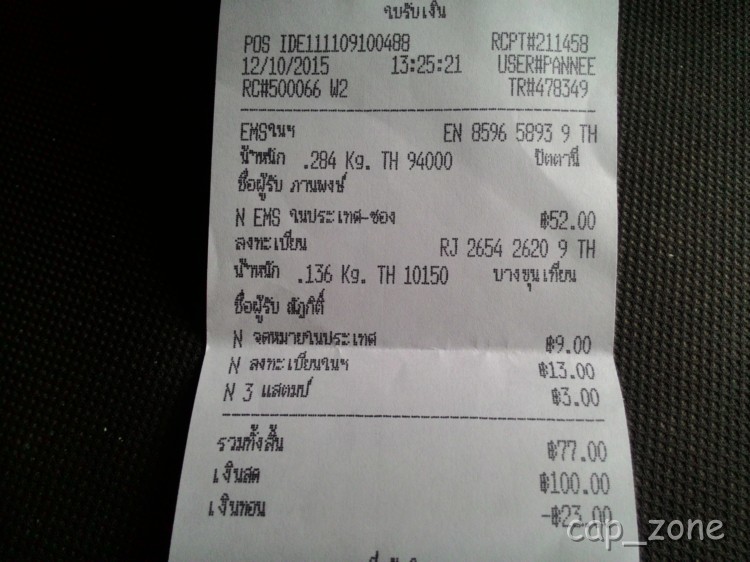 ใบรับเงิน
POS IDE111109100488 RCPT#211458
12/10/2015 13:25:21 USER#PANNEE
RC#500066 W2 TR#478349
EMSในฯ EN 8596 5893 9 TH
น้ำหนัก .284 Kg. TH 94000 ปัตตานี
ชื่อผู้รับ ภานพงษ์
N EMS ในประเทศ-ซอง ฿52.00
ลงทะเบียน RJ 2654 2620 9 TH
น้ำหนัก .136 Kg. TH 10150 บางขุนเทียน
ชื่อผู้รับ สัฏกิตติ์
N จดหมายในประเทศ ฿9.00
N ลงทะเบียนในฯ ฿13.00
N 3 แสตมป์ ฿3.00
รวมทั้งสิ้น ฿77.00
เงินสด ฿100.00
เงินทอน -฿23.00
cap_zone